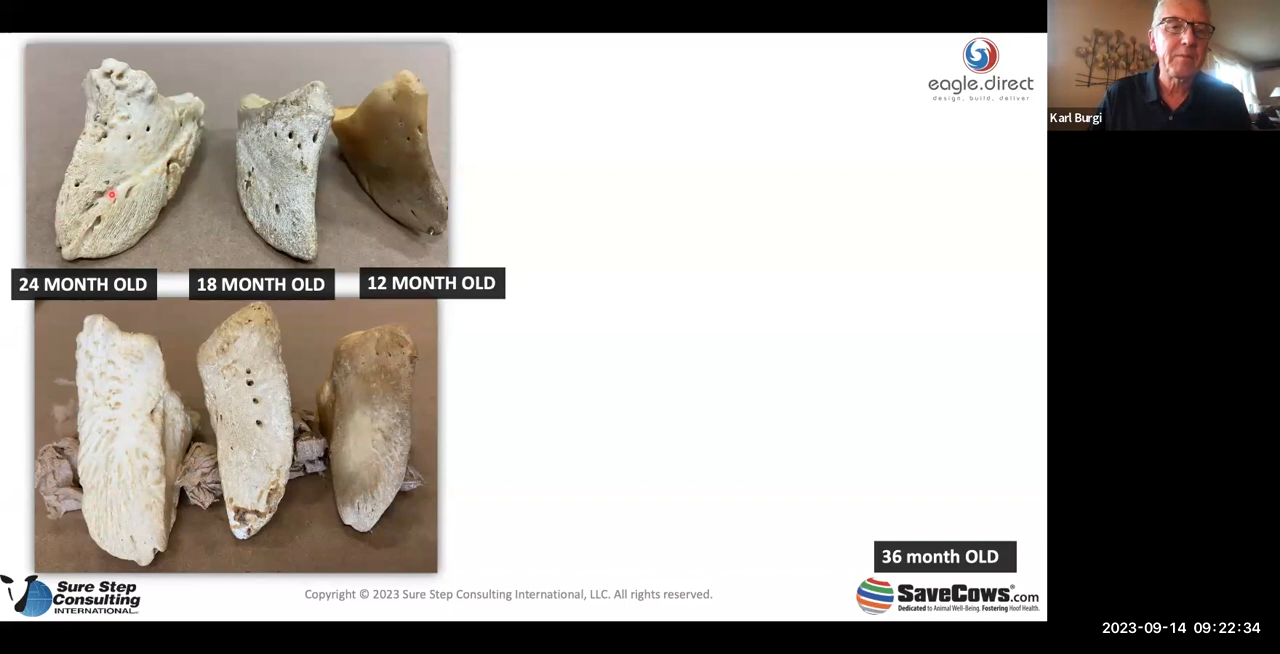 eagle.direct
design, build, deliver
Karl Burgi
24 MONTH OLD
18 MONTH OLD
12 MONTH OLD
36 month OLD
Sure Step
Consulting
INTERNATIONAL, LLC
Copyright © 2023 Sure Step Consulting International, LLC. All rights reserved.
SaveCows®.com
Dedicated to Animal Well-Being. Fostering Hoof Health.
2023-09-14 09:22:34